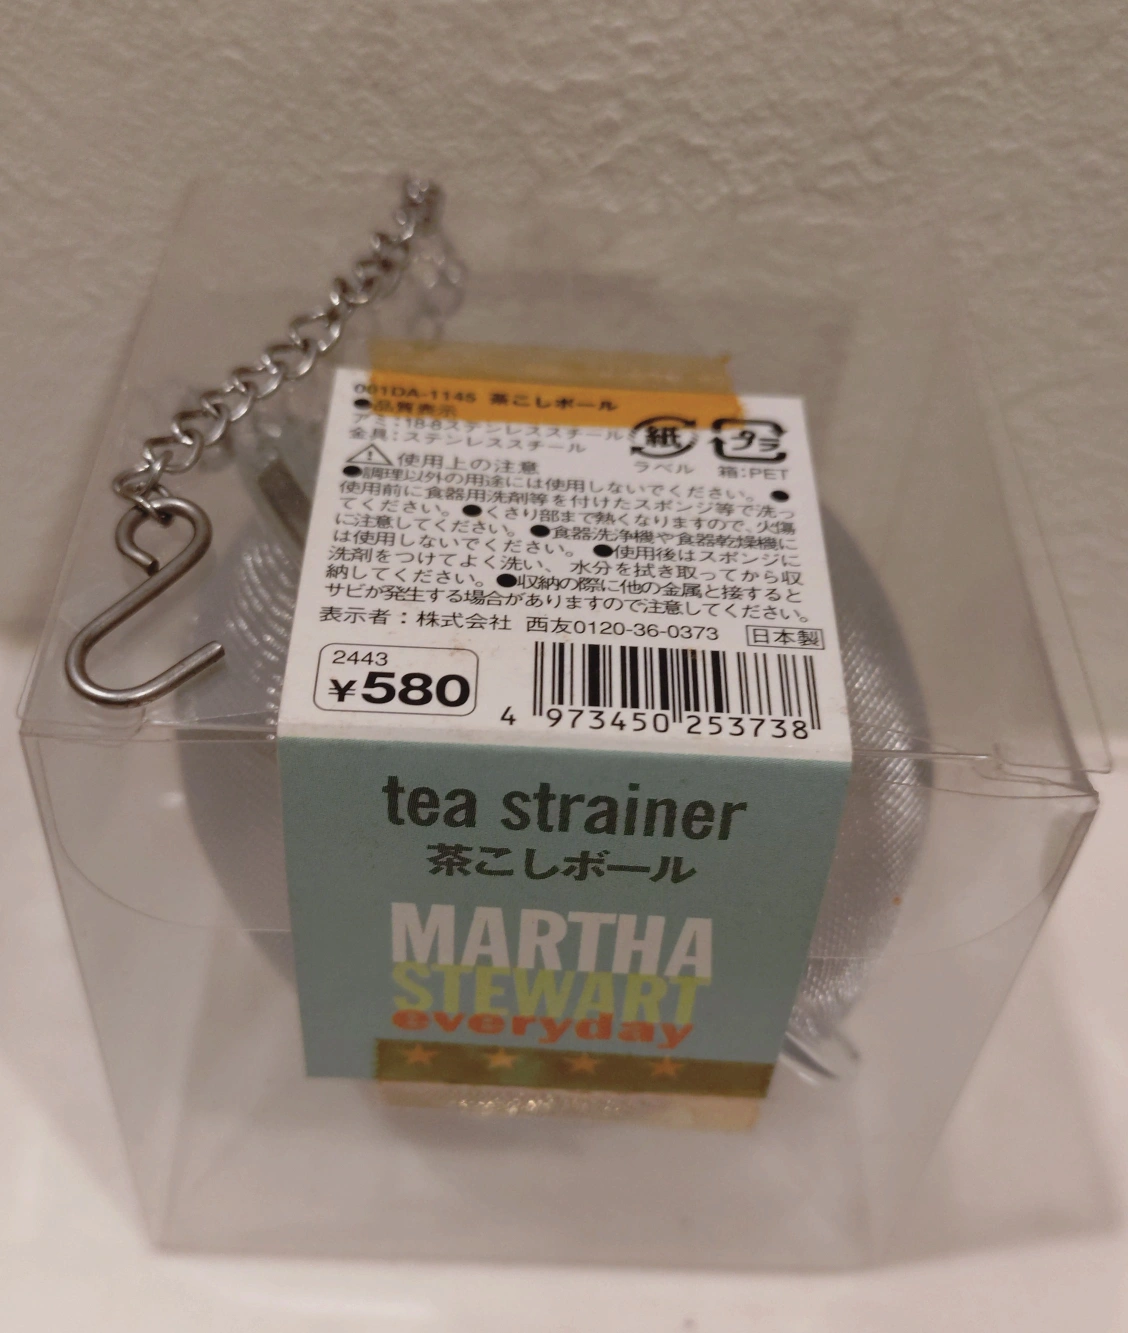 001DA-1145 茶こしボール
●品質表示
アミ:18-8ステンレススチール
金具:ステンレススチール
紙
ラベル
プラ
箱:PET
使用上の注意
●調理以外の用途には使用しないでください。 ●
使用前に食器用洗剤等を付けたスポンジ等で洗っ
てください。 ●くさり部まで熱くなりますので、火傷
に注意してください。 ●食器洗浄機や食器乾燥機に
は使用しないでください。 ●使用後はスポンジに
洗剤をつけてよく洗い、 水分を拭き取ってから収
納してください。 ●収納の際に他の金属と接すると
サビが発生する場合がありますので注意してください。
表示者:株式会社 西友0120-36-0373 日本製
2443
¥580
4 973450 253738
tea strainer
茶こしボール
MARTHA
STEWART
everyday